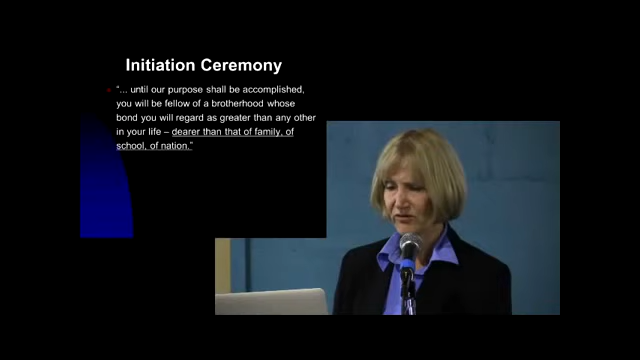 Initiation Ceremony
“... until our purpose shall be accomplished,
you will be fellow of a brotherhood whose
bond you will regard as greater than any other
in your life – dearer than that of family, of
school, of nation.”